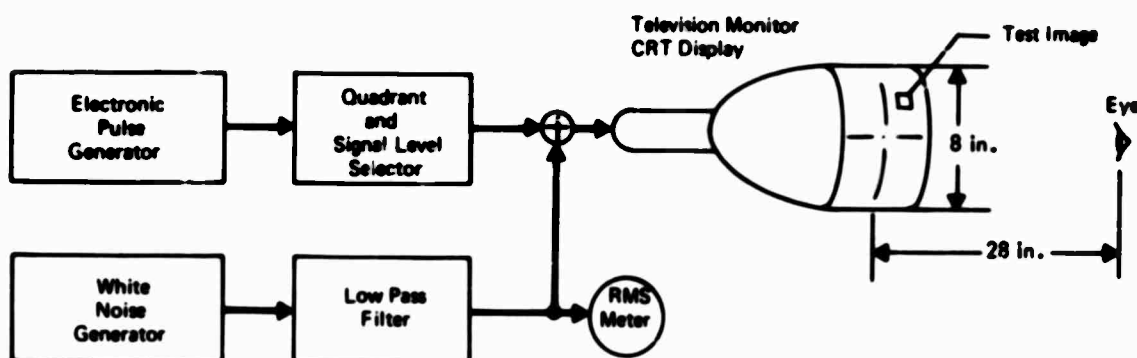 Television Monitor
CRT Display
Test Image
Electronic
Pulse
Generator
Quadrant
and
Signal Level
Selector
Eye
8 in.
28 in.
White
Noise
Generator
Low Pass
Filter
RMS
Meter